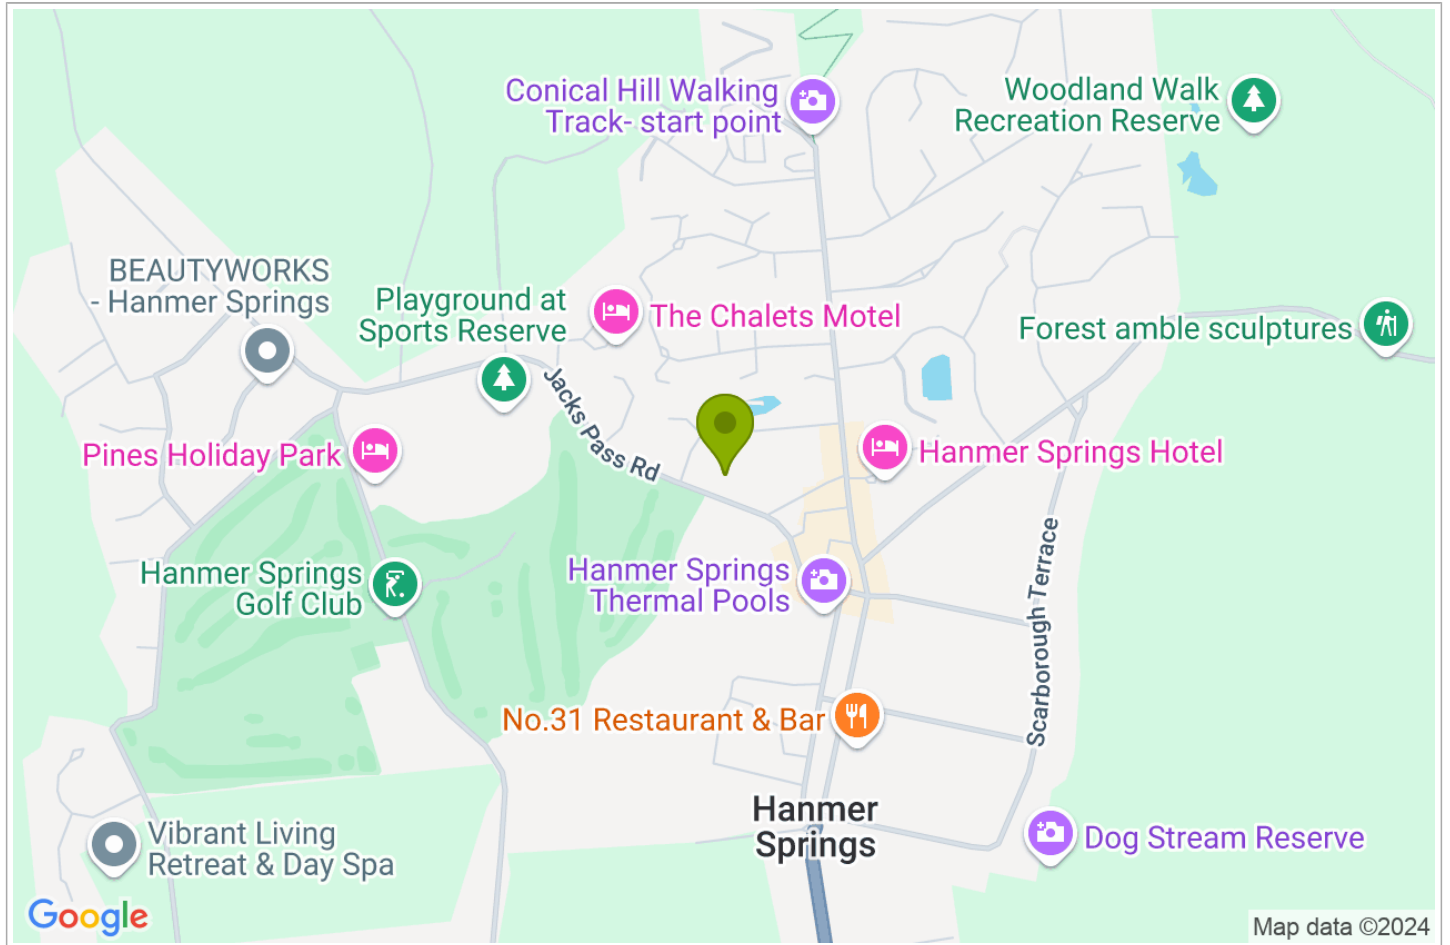 Conical Hill Walking
Track- start point
Woodland Walk
Recreation Reserve
BEAUTYWORKS
- Hanmer Springs
Playground at
Sports Reserve
The Chalets Motel
Forest amble sculptures
Jacks Pass Rd
Pines Holiday Park
Hanmer Springs Hotel
Hanmer Springs
Golf Club
Hanmer Springs
Thermal Pools
Scarborough Terrace
No.31 Restaurant & Bar
Hanmer
Springs
Vibrant Living
Retreat & Day Spa
Dog Stream Reserve
Google
Map data ©2024